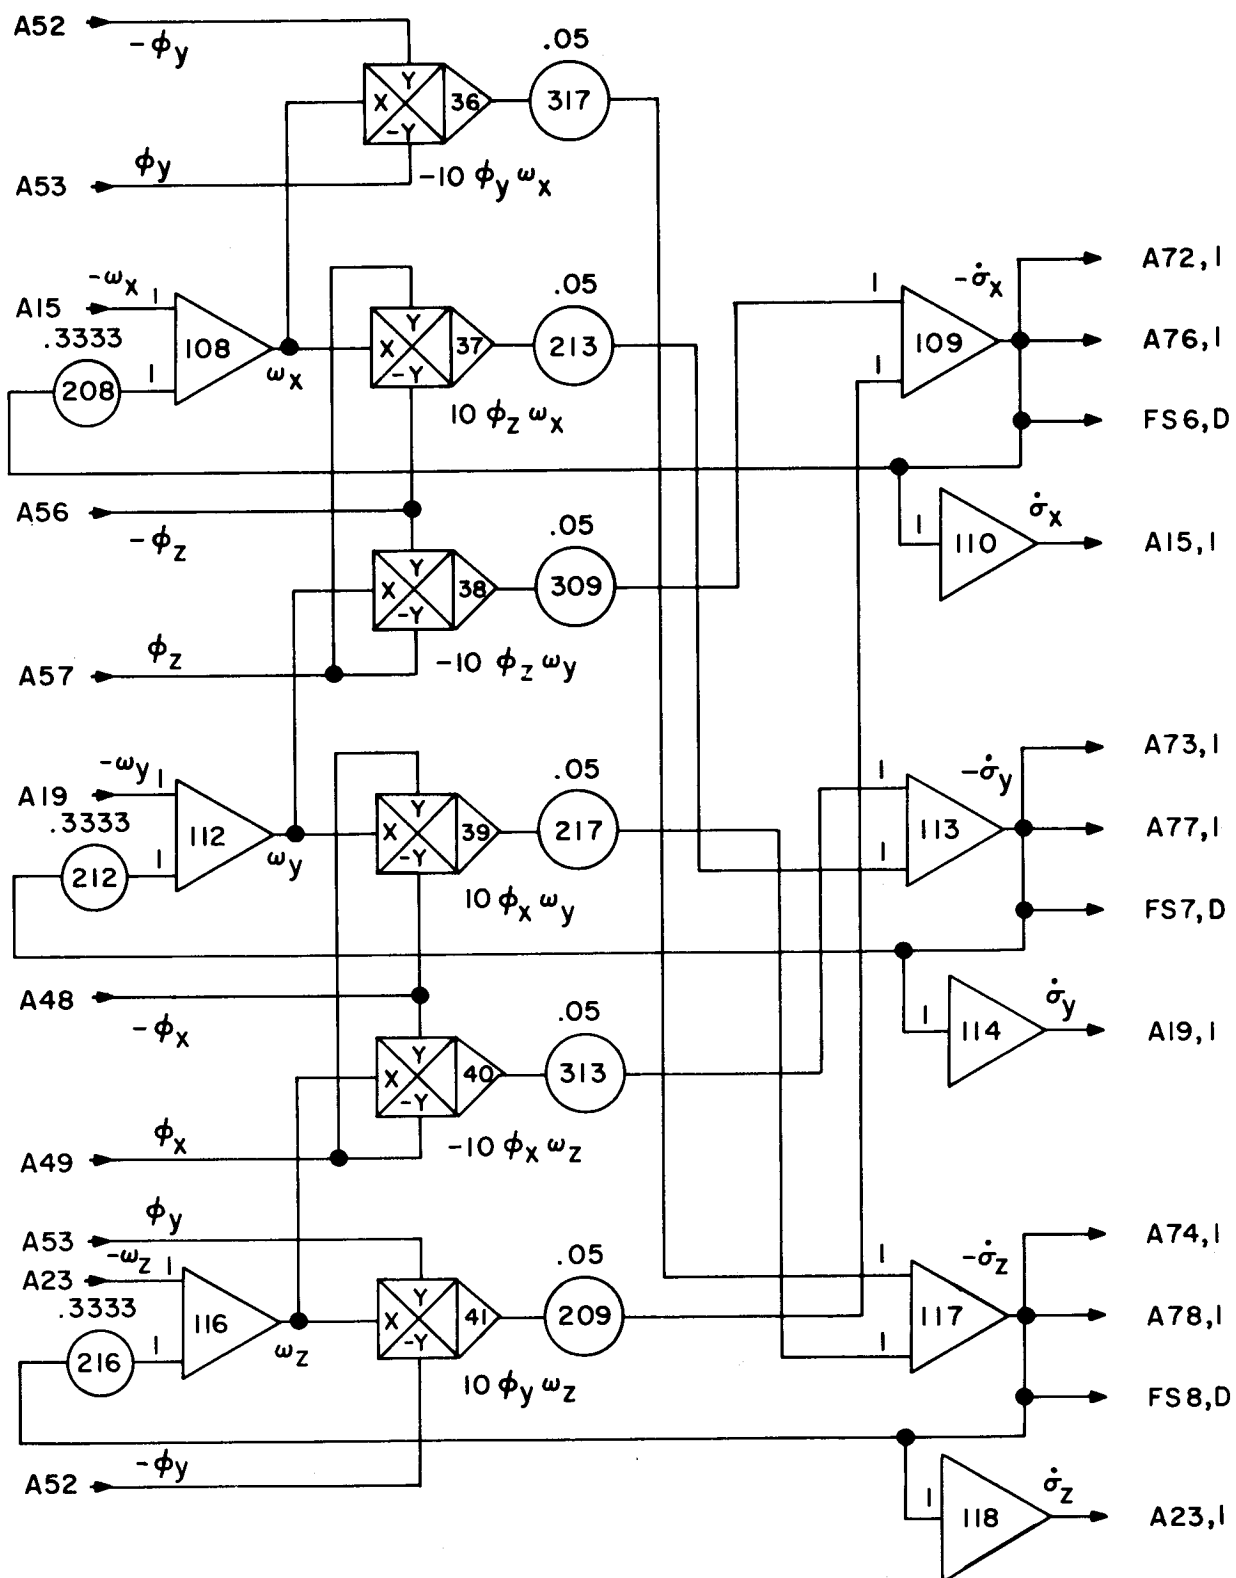 A52
-ϕy
.05
X Y -Y 36
317
A53
ϕy
-10 ϕy ωx
A15
-ωx
1
.3333
208
1
108
ωx
.05
X Y -Y 37
213
10 ϕz ωx
1
1
109
-σ̇x
A72,1
A76,1
FS6,D
A56
-ϕz
1
110
σ̇x
A15,1
.05
X Y -Y 38
309
A57
ϕz
-10 ϕz ωy
A19
-ωy
1
.3333
212
1
112
ωy
.05
X Y -Y 39
217
10 ϕx ωy
1
1
113
-σ̇y
A73,1
A77,1
FS7,D
A48
-ϕx
1
114
σ̇y
A19,1
.05
X Y -Y 40
313
A49
ϕx
-10 ϕx ωz
A53
ϕy
A23
-ωz
1
.3333
216
1
116
ωz
.05
X Y -Y 41
209
10 ϕy ωz
1
1
117
-σ̇z
A74,1
A78,1
FS8,D
A52
-ϕy
1
118
σ̇z
A23,1